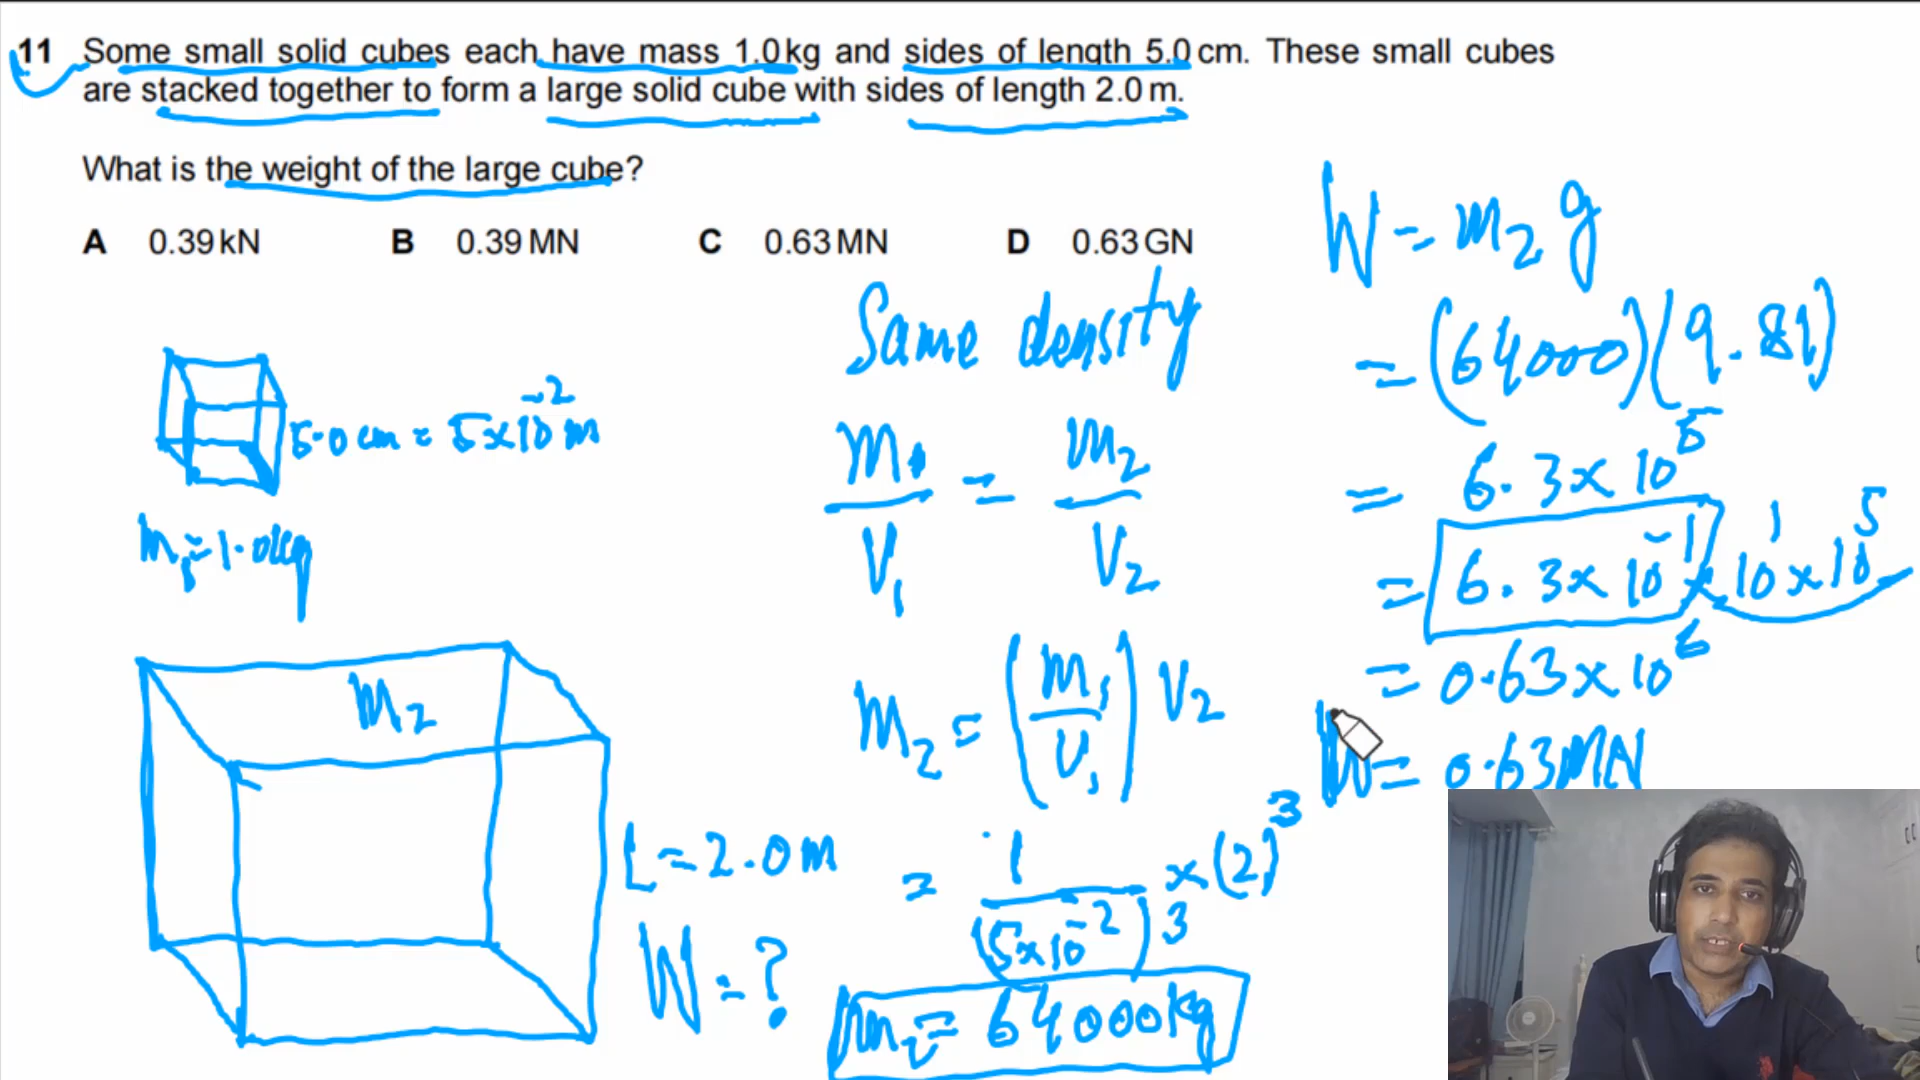 11 Some small solid cubes each have mass 1.0 kg and sides of length 5.0 cm. These small cubes
are stacked together to form a large solid cube with sides of length 2.0 m.
What is the weight of the large cube?
A 0.39 kN B 0.39 MN C 0.63 MN D 0.63 GN
5.0 cm = 5×10⁻² m
m₁ = 1.0 kg
m₂
L = 2.0 m
W = ?
Same density
m₁/V₁ = m₂/V₂
m₂ = (m₁/V₁) V₂
= 1/(5×10⁻²)³ × (2)³
m₂ = 64000 kg
W = m₂ g
= (64000)(9.81)
= 6.3 × 10⁵
= 6.3 × 10⁻¹ × 10¹ × 10⁵
= 0.63 × 10⁶
W = 0.63 MN